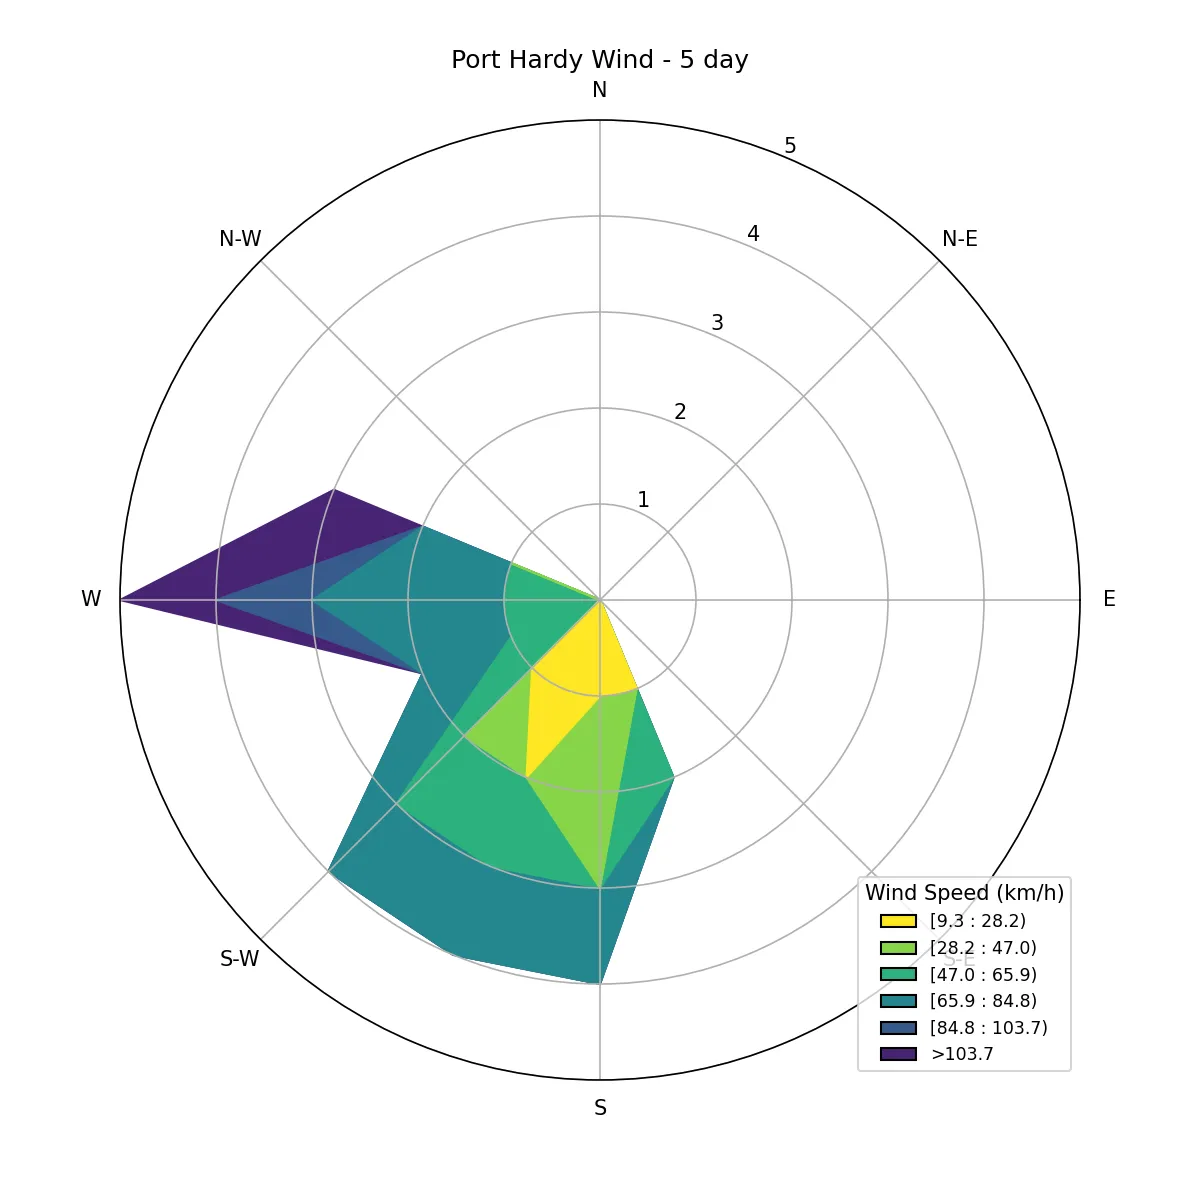 Port Hardy Wind - 5 day
N
5
N-W
4
N-E
3
2
1
W
E
Wind Speed (km/h)
[9.3 : 28.2)
[28.2 : 47.0)
S-W
S-E
[47.0 : 65.9)
[65.9 : 84.8)
[84.8 : 103.7)
>103.7
S